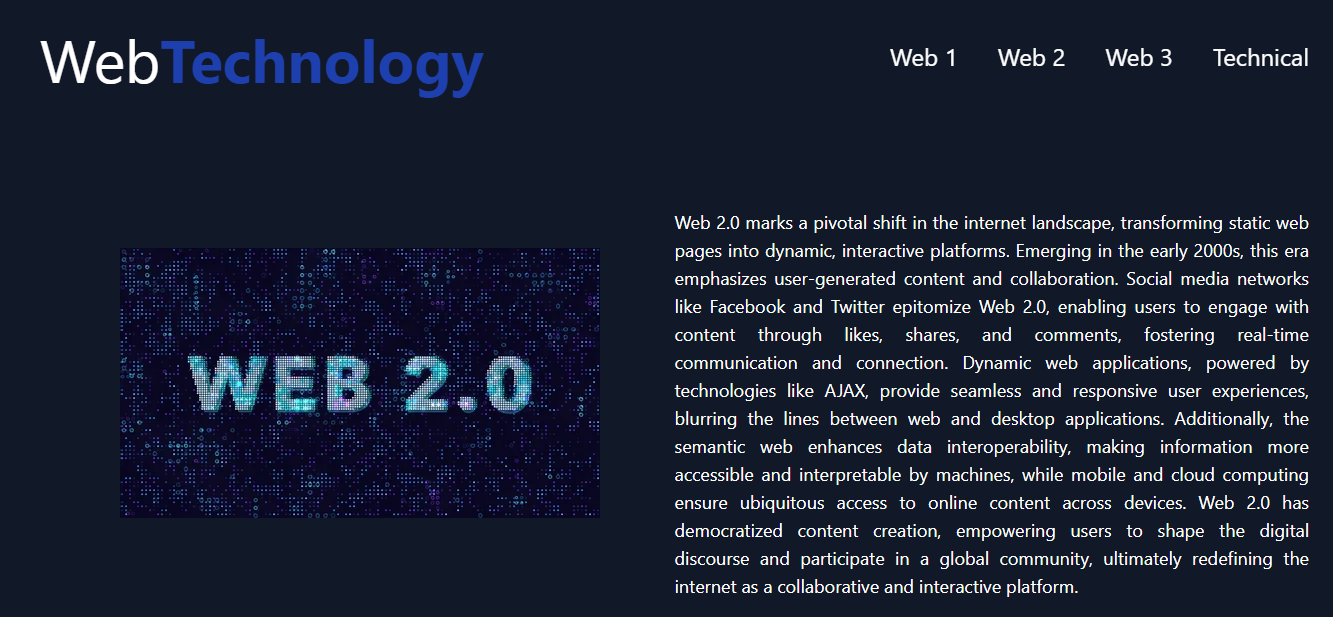 WebTechnology
Web 1 Web 2 Web 3 Technical
WEB 2.0
Web 2.0 marks a pivotal shift in the internet landscape, transforming static web
pages into dynamic, interactive platforms. Emerging in the early 2000s, this era
emphasizes user-generated content and collaboration. Social media networks
like Facebook and Twitter epitomize Web 2.0, enabling users to engage with
content through likes, shares, and comments, fostering real-time
communication and connection. Dynamic web applications, powered by
technologies like AJAX, provide seamless and responsive user experiences,
blurring the lines between web and desktop applications. Additionally, the
semantic web enhances data interoperability, making information more
accessible and interpretable by machines, while mobile and cloud computing
ensure ubiquitous access to online content across devices. Web 2.0 has
democratized content creation, empowering users to shape the digital
discourse and participate in a global community, ultimately redefining the
internet as a collaborative and interactive platform.